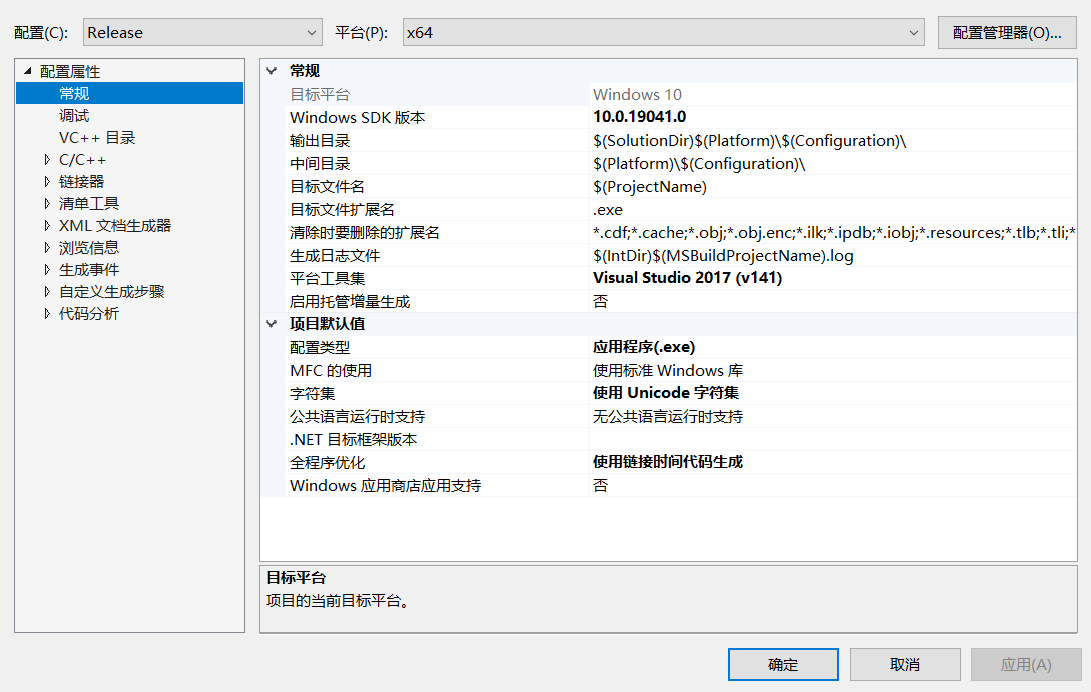 配置(C): Release 平台(P): x64 配置管理器(O)...
配置属性
常规
调试
VC++ 目录
C/C++
链接器
清单工具
XML 文档生成器
浏览信息
生成事件
自定义生成步骤
代码分析
常规
目标平台 Windows 10
Windows SDK 版本 10.0.19041.0
输出目录 $(SolutionDir)$(Platform)\$(Configuration)\
中间目录 $(Platform)\$(Configuration)\
目标文件名 $(ProjectName)
目标文件扩展名 .exe
清除时要删除的扩展名 *.cdf;*.cache;*.obj;*.obj.enc;*.ilk;*.ipdb;*.iobj;*.resources;*.tlb;*.tli;*
生成日志文件 $(IntDir)$(MSBuildProjectName).log
平台工具集 Visual Studio 2017 (v141)
启用托管增量生成 否
项目默认值
配置类型 应用程序(.exe)
MFC 的使用 使用标准 Windows 库
字符集 使用 Unicode 字符集
公共语言运行时支持 无公共语言运行时支持
.NET 目标框架版本
全程序优化 使用链接时间代码生成
Windows 应用商店应用支持 否
目标平台
项目的当前目标平台。
确定 取消 应用(A)